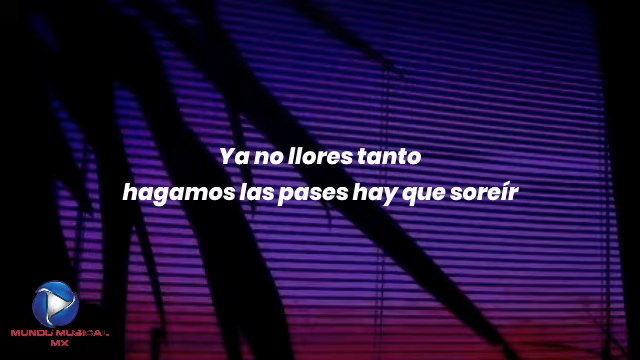 Ya no llores tanto
hagamos las pases hay que soreír
MUNDO MUSICAL
MX